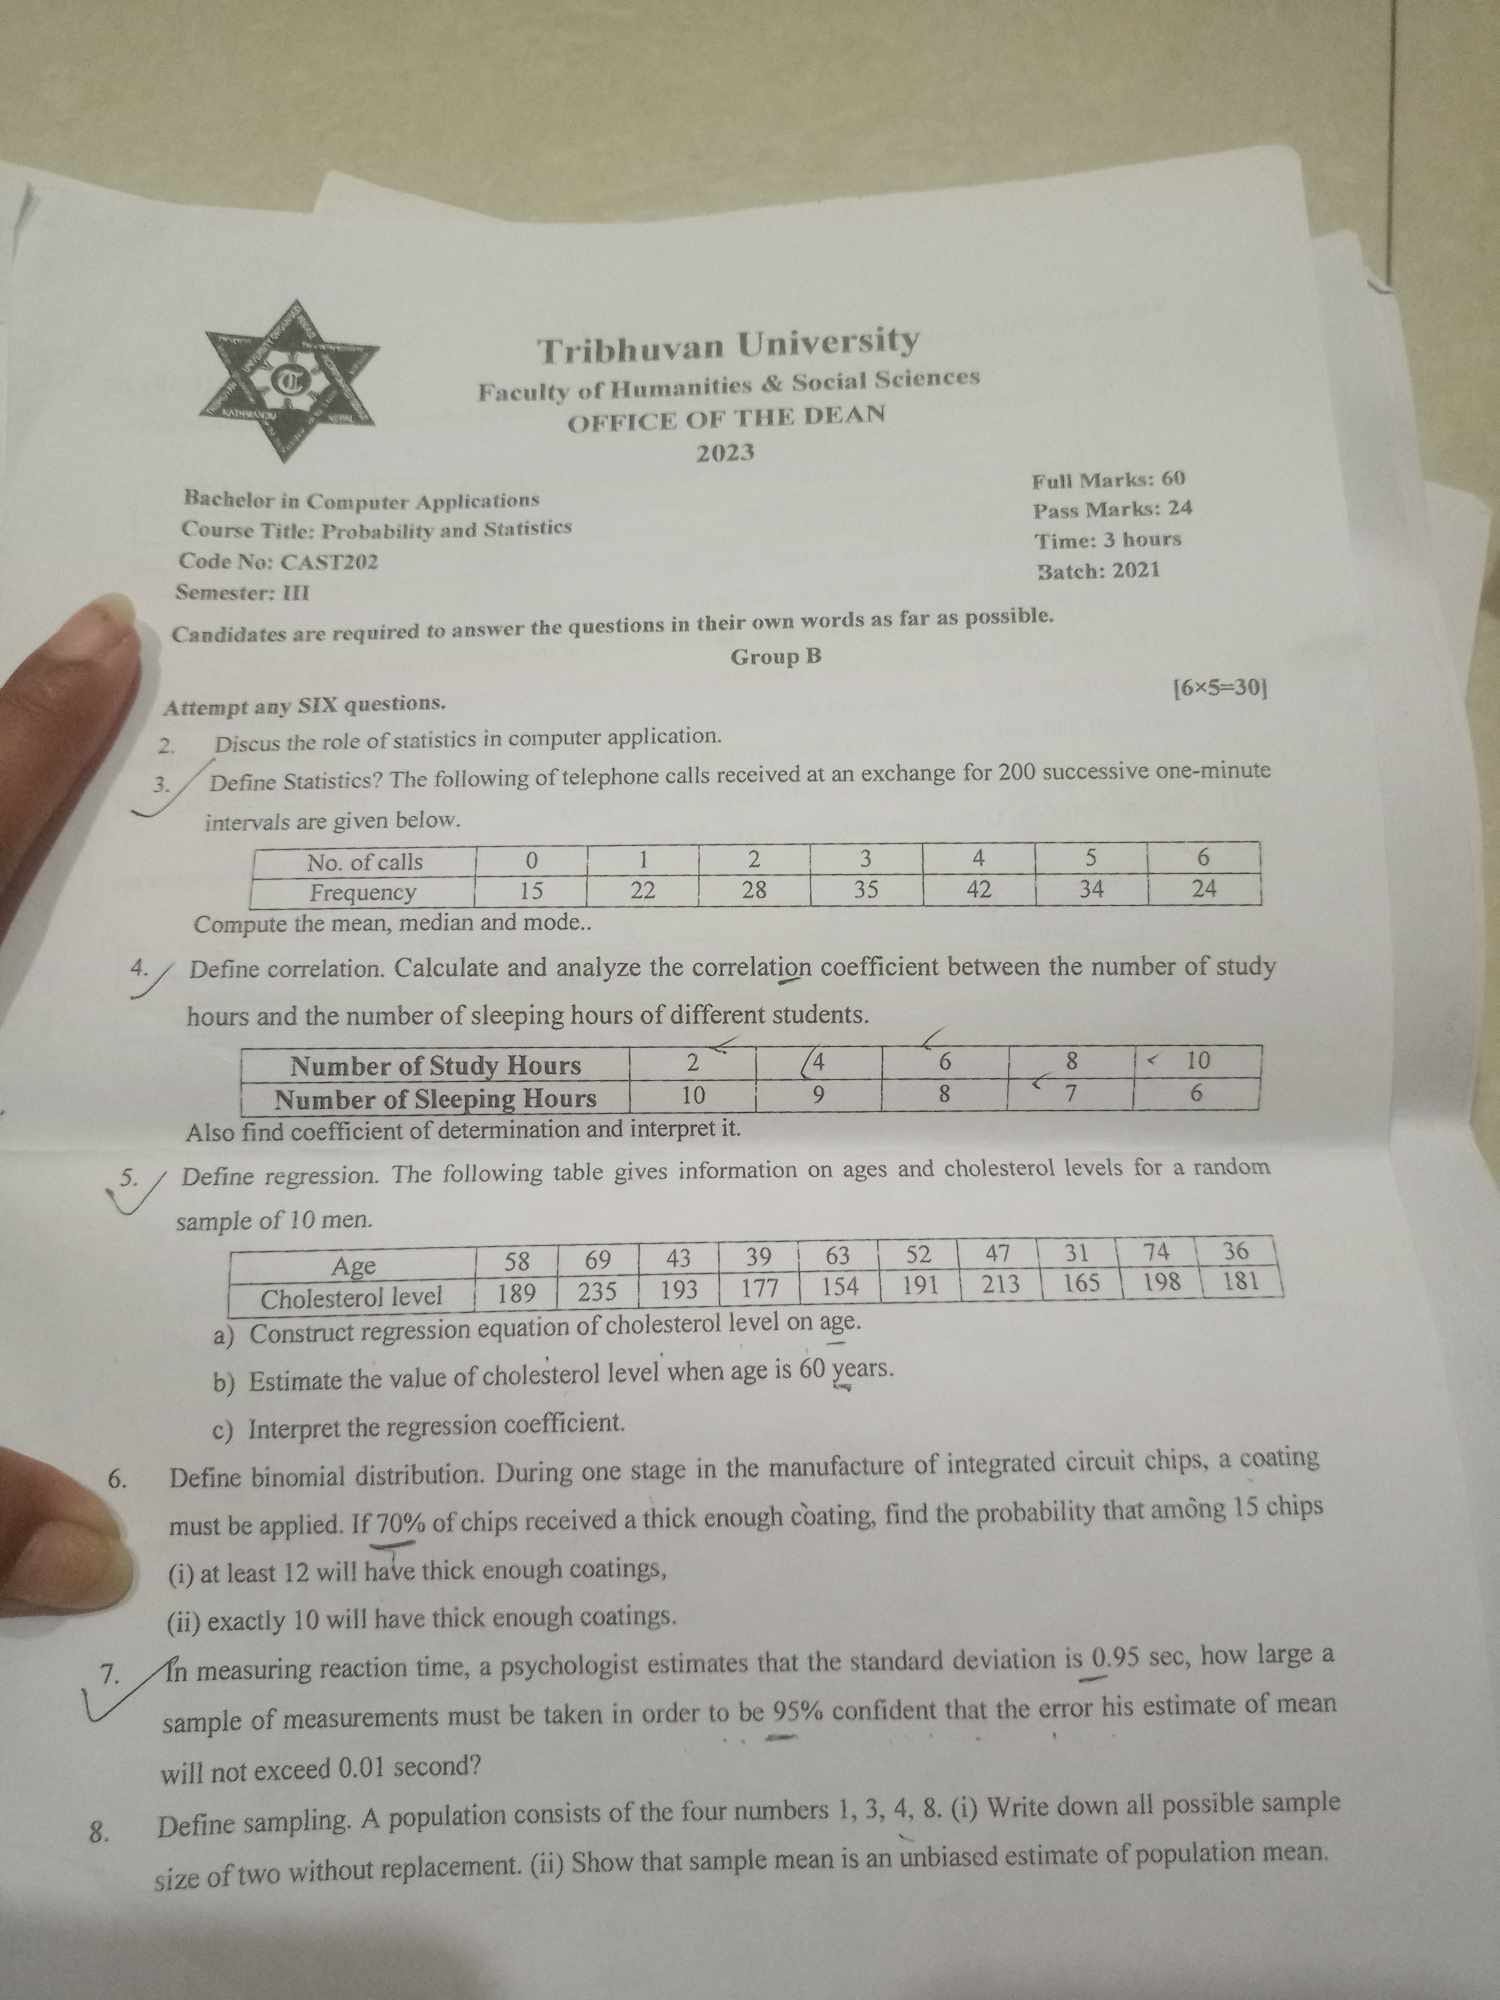 Tribhuvan University
Faculty of Humanities & Social Sciences
OFFICE OF THE DEAN
2023
Bachelor in Computer Applications
Course Title: Probability and Statistics
Code No: CAST202
Semester: III
Full Marks: 60
Pass Marks: 24
Time: 3 hours
Batch: 2021
Candidates are required to answer the questions in their own words as far as possible.
Group B
Attempt any SIX questions. [6×5=30]
2. Discus the role of statistics in computer application.
3. Define Statistics? The following of telephone calls received at an exchange for 200 successive one-minute
intervals are given below.
No. of calls 0 1 2 3 4 5 6
Frequency 15 22 28 35 42 34 24
Compute the mean, median and mode..
4. Define correlation. Calculate and analyze the correlation coefficient between the number of study
hours and the number of sleeping hours of different students.
Number of Study Hours 2 4 6 8 10
Number of Sleeping Hours 10 9 8 7 6
Also find coefficient of determination and interpret it.
5. Define regression. The following table gives information on ages and cholesterol levels for a random
sample of 10 men.
Age 58 69 43 39 63 52 47 31 74 36
Cholesterol level 189 235 193 177 154 191 213 165 198 181
a) Construct regression equation of cholesterol level on age.
b) Estimate the value of cholesterol level when age is 60 years.
c) Interpret the regression coefficient.
6. Define binomial distribution. During one stage in the manufacture of integrated circuit chips, a coating
must be applied. If 70% of chips received a thick enough coating, find the probability that among 15 chips
(i) at least 12 will have thick enough coatings,
(ii) exactly 10 will have thick enough coatings.
7. In measuring reaction time, a psychologist estimates that the standard deviation is 0.95 sec, how large a
sample of measurements must be taken in order to be 95% confident that the error his estimate of mean
will not exceed 0.01 second?
8. Define sampling. A population consists of the four numbers 1, 3, 4, 8. (i) Write down all possible sample
size of two without replacement. (ii) Show that sample mean is an unbiased estimate of population mean.